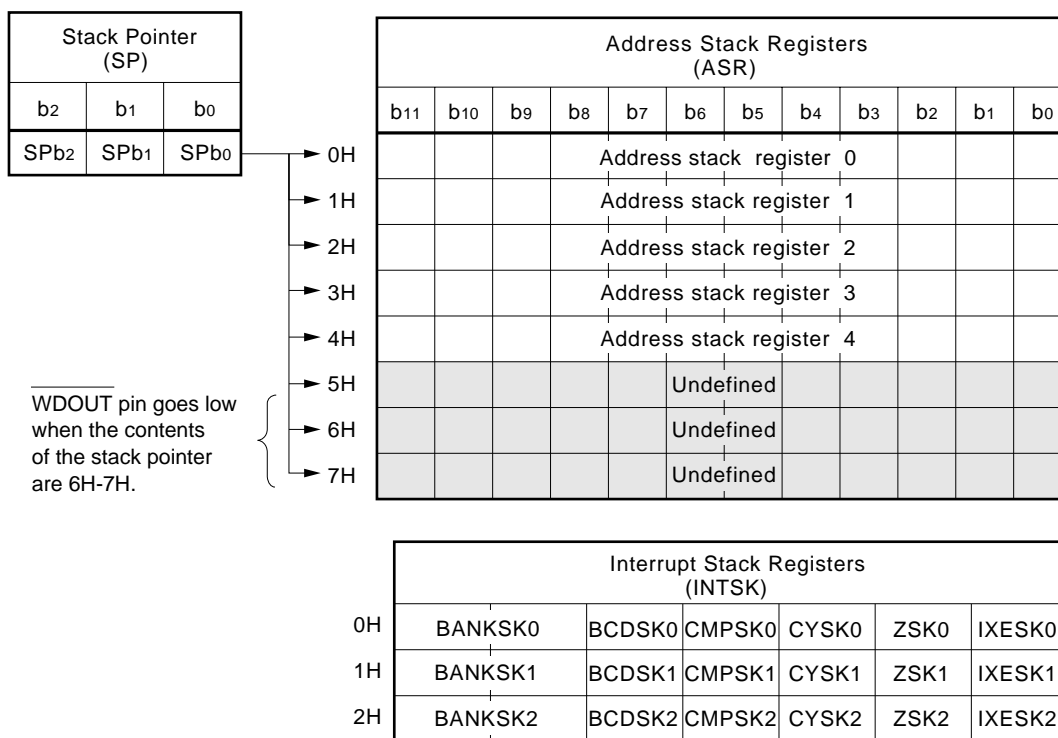 Stack Pointer
(SP)
b2 b1 b0
SPb2 SPb1 SPb0
Address Stack Registers
(ASR)
b11 b10 b9 b8 b7 b6 b5 b4 b3 b2 b1 b0
0H Address stack register 0
1H Address stack register 1
2H Address stack register 2
3H Address stack register 3
4H Address stack register 4
5H Undefined
6H Undefined
7H Undefined
WDOUT pin goes low
when the contents
of the stack pointer
are 6H-7H.
Interrupt Stack Registers
(INTSK)
0H BANKSK0 BCDSK0 CMPSK0 CYSK0 ZSK0 IXESK0
1H BANKSK1 BCDSK1 CMPSK1 CYSK1 ZSK1 IXESK1
2H BANKSK2 BCDSK2 CMPSK2 CYSK2 ZSK2 IXESK2